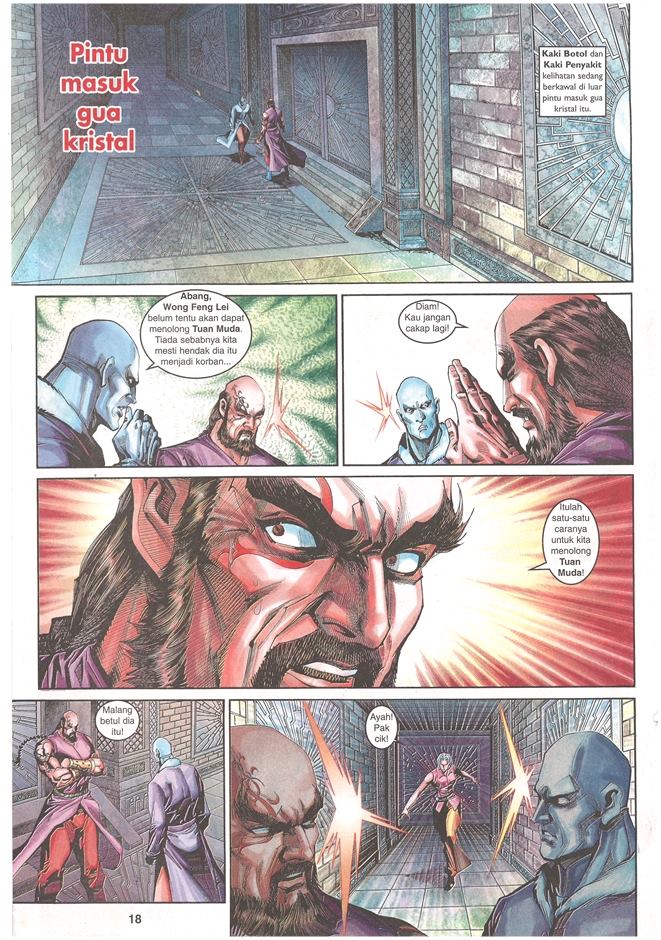 Pintu
masuk
gua
kristal
Kaki Botol dan
Kaki Penyakit
kelihatan sedang
berkawal di luar
pintu masuk gua
kristal itu.
Abang,
Wong Feng Lei
belum tentu akan dapat
menolong Tuan Muda.
Tiada sebabnya kita
mesti hendak dia itu
menjadi korban...
Diam!
Kau jangan
cakap lagi!
Itulah
satu-satu
caranya
untuk kita
menolong
Tuan
Muda!
Malang
betul dia
itu!
Ayah!
Pak
cik!
18